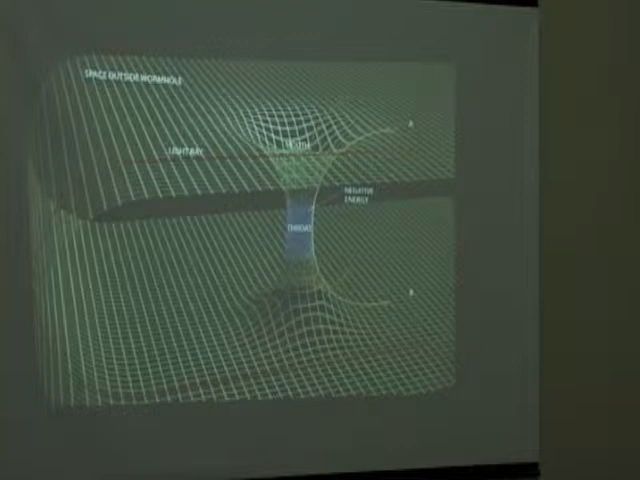 SPACE OUTSIDE WORMHOLE
A
LIGHT RAY
MOUTH
NEGATIVE
ENERGY
THROAT
B